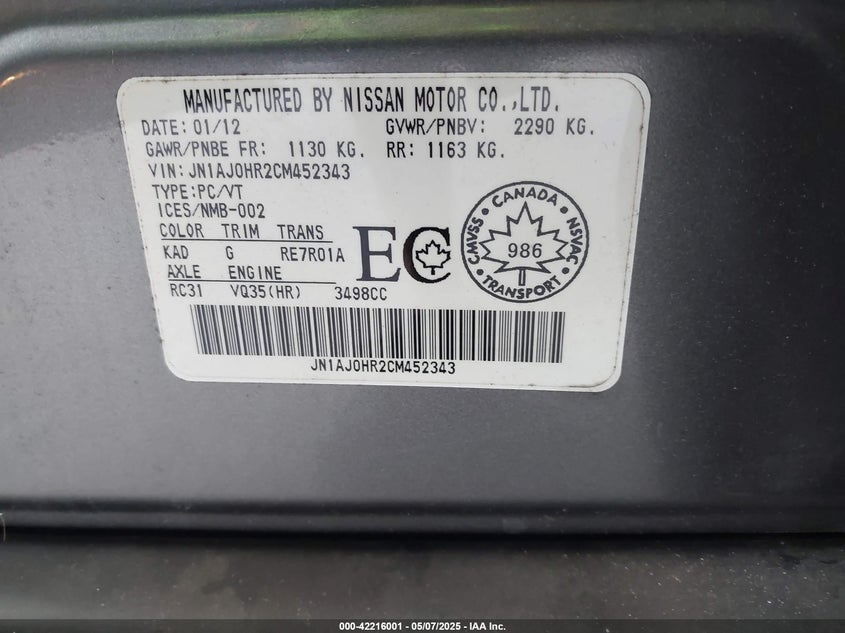 MANUFACTURED BY NISSAN MOTOR CO.,LTD.
DATE: 01/12 GVWR/PNBV: 2290 KG.
GAWR/PNBE FR: 1130 KG. RR: 1163 KG.
VIN: JN1AJ0HR2CM452343
TYPE:PC/VT
ICES/NMB-002
COLOR TRIM TRANS
KAD G RE7R01A
AXLE ENGINE
RC31 VQ35(HR) 3498CC
EC
CANADA
CMVSS
NSVAC
986
TRANSPORT
JN1AJ0HR2CM452343
000-42216001 - 05/07/2025 - IAA Inc.